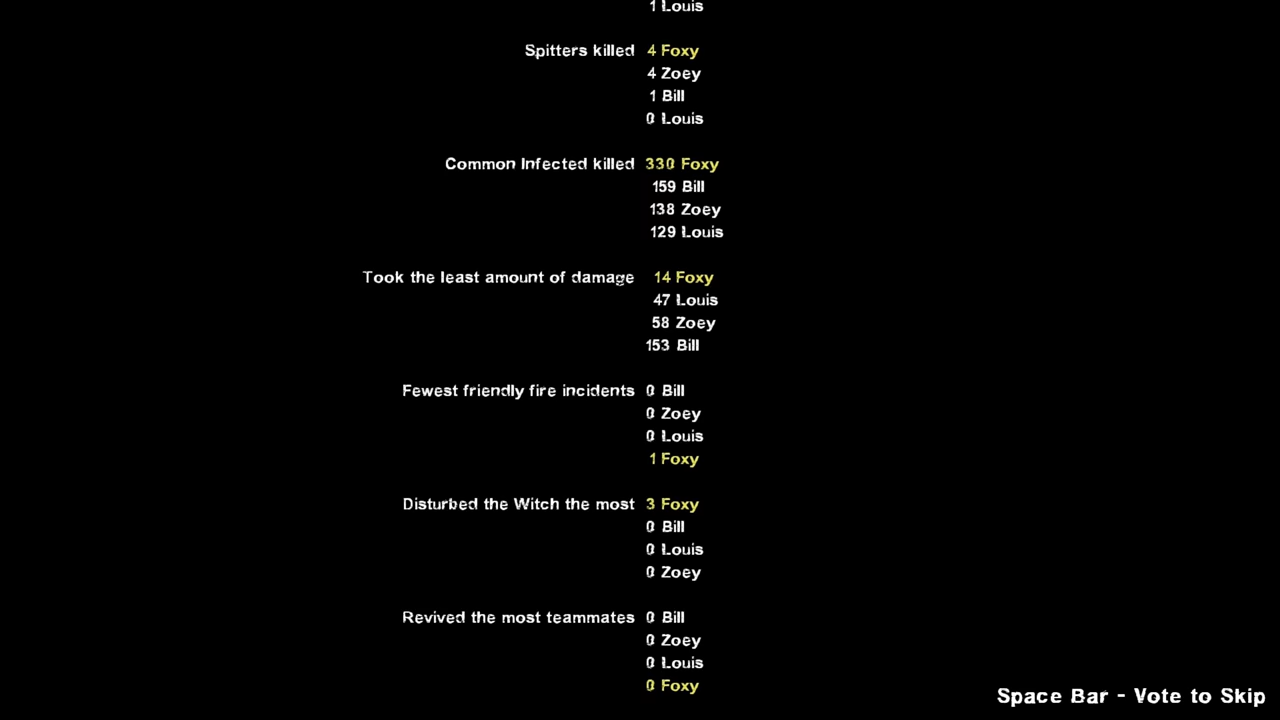 1 Louis
Spitters killed 4 Foxy
4 Zoey
1 Bill
0 Louis
Common Infected killed 330 Foxy
159 Bill
138 Zoey
129 Louis
Took the least amount of damage 14 Foxy
47 Louis
58 Zoey
153 Bill
Fewest friendly fire incidents 0 Bill
0 Zoey
0 Louis
1 Foxy
Disturbed the Witch the most 3 Foxy
0 Bill
0 Louis
0 Zoey
Revived the most teammates 0 Bill
0 Zoey
0 Louis
0 Foxy
Space Bar - Vote to Skip